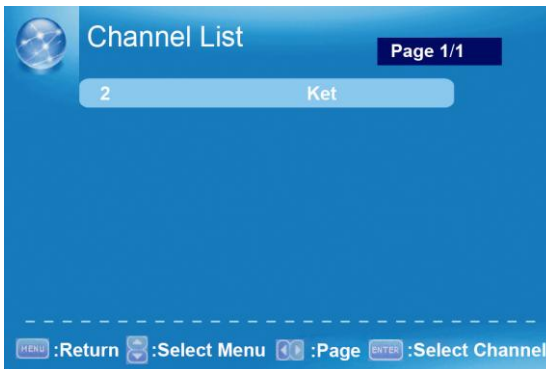 Channel List
Page 1/1
2 Ket
MENU :Return :Select Menu :Page ENTER :Select Channel